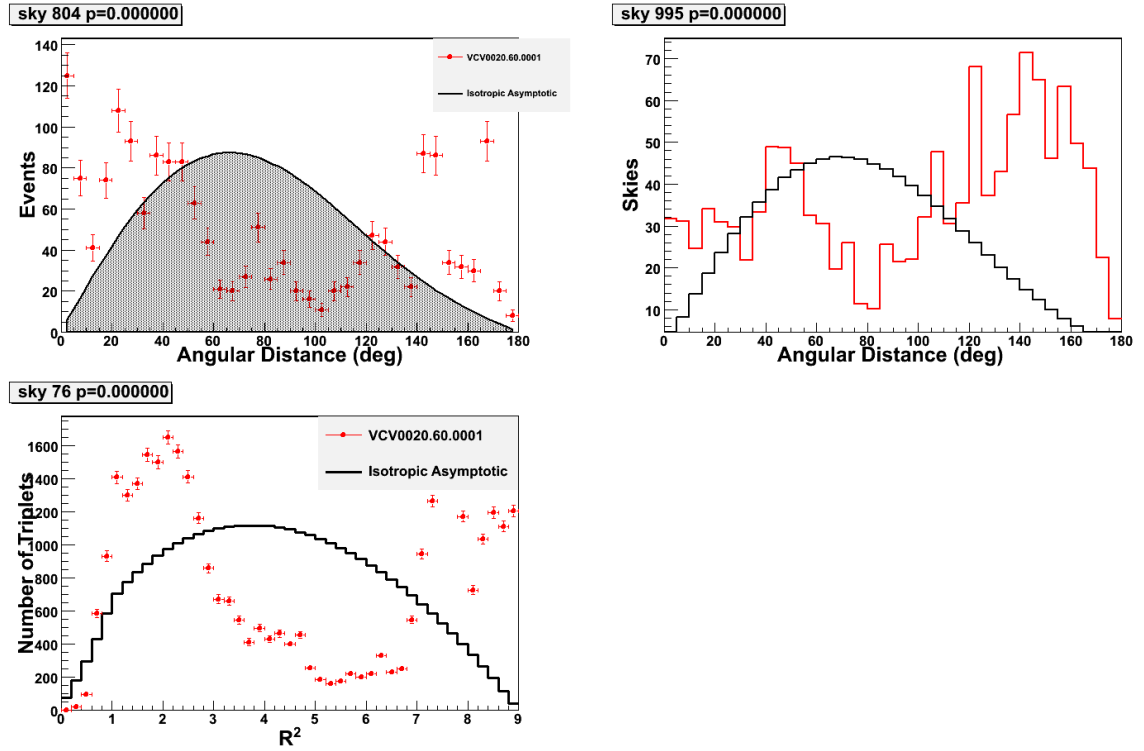 sky 804 p=0.000000
140
120
100
80
60
40
20
0
Events
VCV0020.60.0001
Isotropic Asymptotic
0 20 40 60 80 100 120 140 160 180
Angular Distance (deg)
sky 995 p=0.000000
70
60
50
40
30
20
10
Skies
0 20 40 60 80 100 120 140 160 180
Angular Distance (deg)
sky 76 p=0.000000
1600
1400
1200
1000
800
600
400
200
0
Number of Triplets
VCV0020.60.0001
Isotropic Asymptotic
0 1 2 3 4 5 6 7 8 9
R²